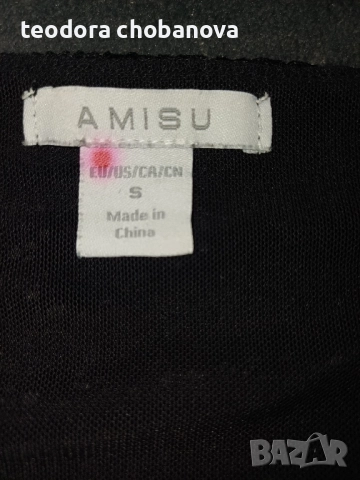 teodora chobanova
AMISU
EU/US/CA/CN
S
Made in
China
BAZAR